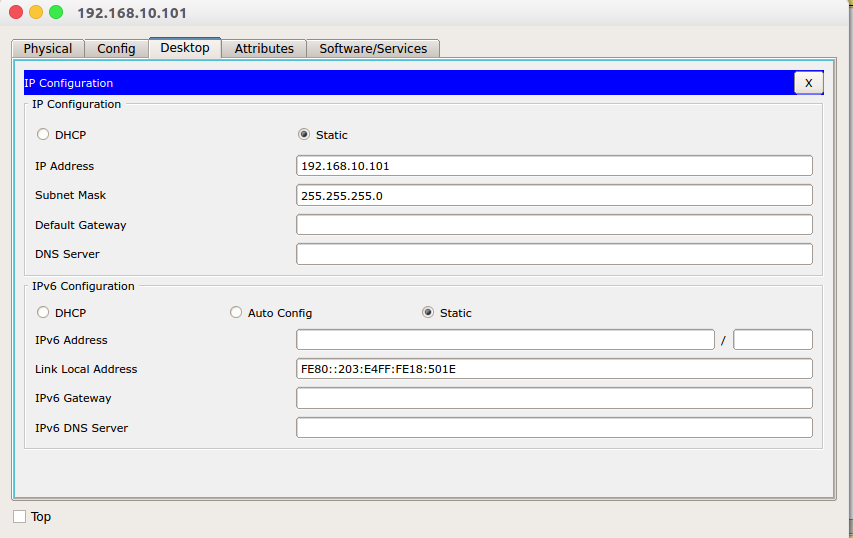 192.168.10.101
Physical Config Desktop Attributes Software/Services
IP Configuration X
IP Configuration
DHCP Static
IP Address 192.168.10.101
Subnet Mask 255.255.255.0
Default Gateway
DNS Server
IPv6 Configuration
DHCP Auto Config Static
IPv6 Address /
Link Local Address FE80::203:E4FF:FE18:501E
IPv6 Gateway
IPv6 DNS Server
Top